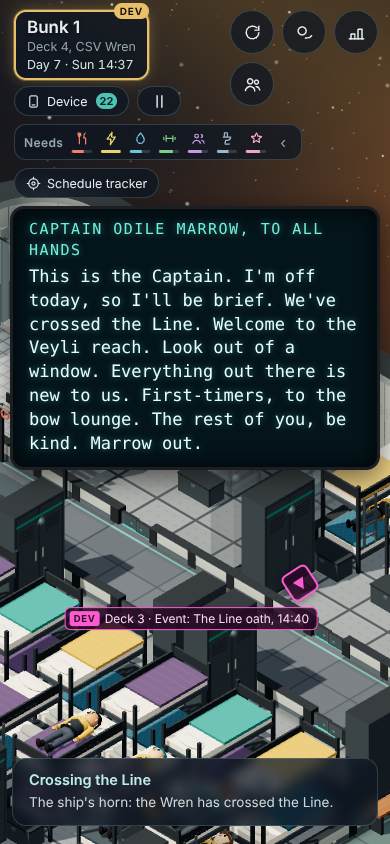 DEV
Bunk 1
Deck 4, CSV Wren
Day 7 · Sun 14:37
Device 22
Needs
Schedule tracker
CAPTAIN ODILE MARROW, TO ALL
HANDS
This is the Captain. I'm off
today, so I'll be brief. We've
crossed the Line. Welcome to the
Veyli reach. Look out of a
window. Everything out there is
new to us. First-timers, to the
bow lounge. The rest of you, be
kind. Marrow out.
DEV Deck 3 · Event: The Line oath, 14:40
Crossing the Line
The ship's horn: the Wren has crossed the Line.